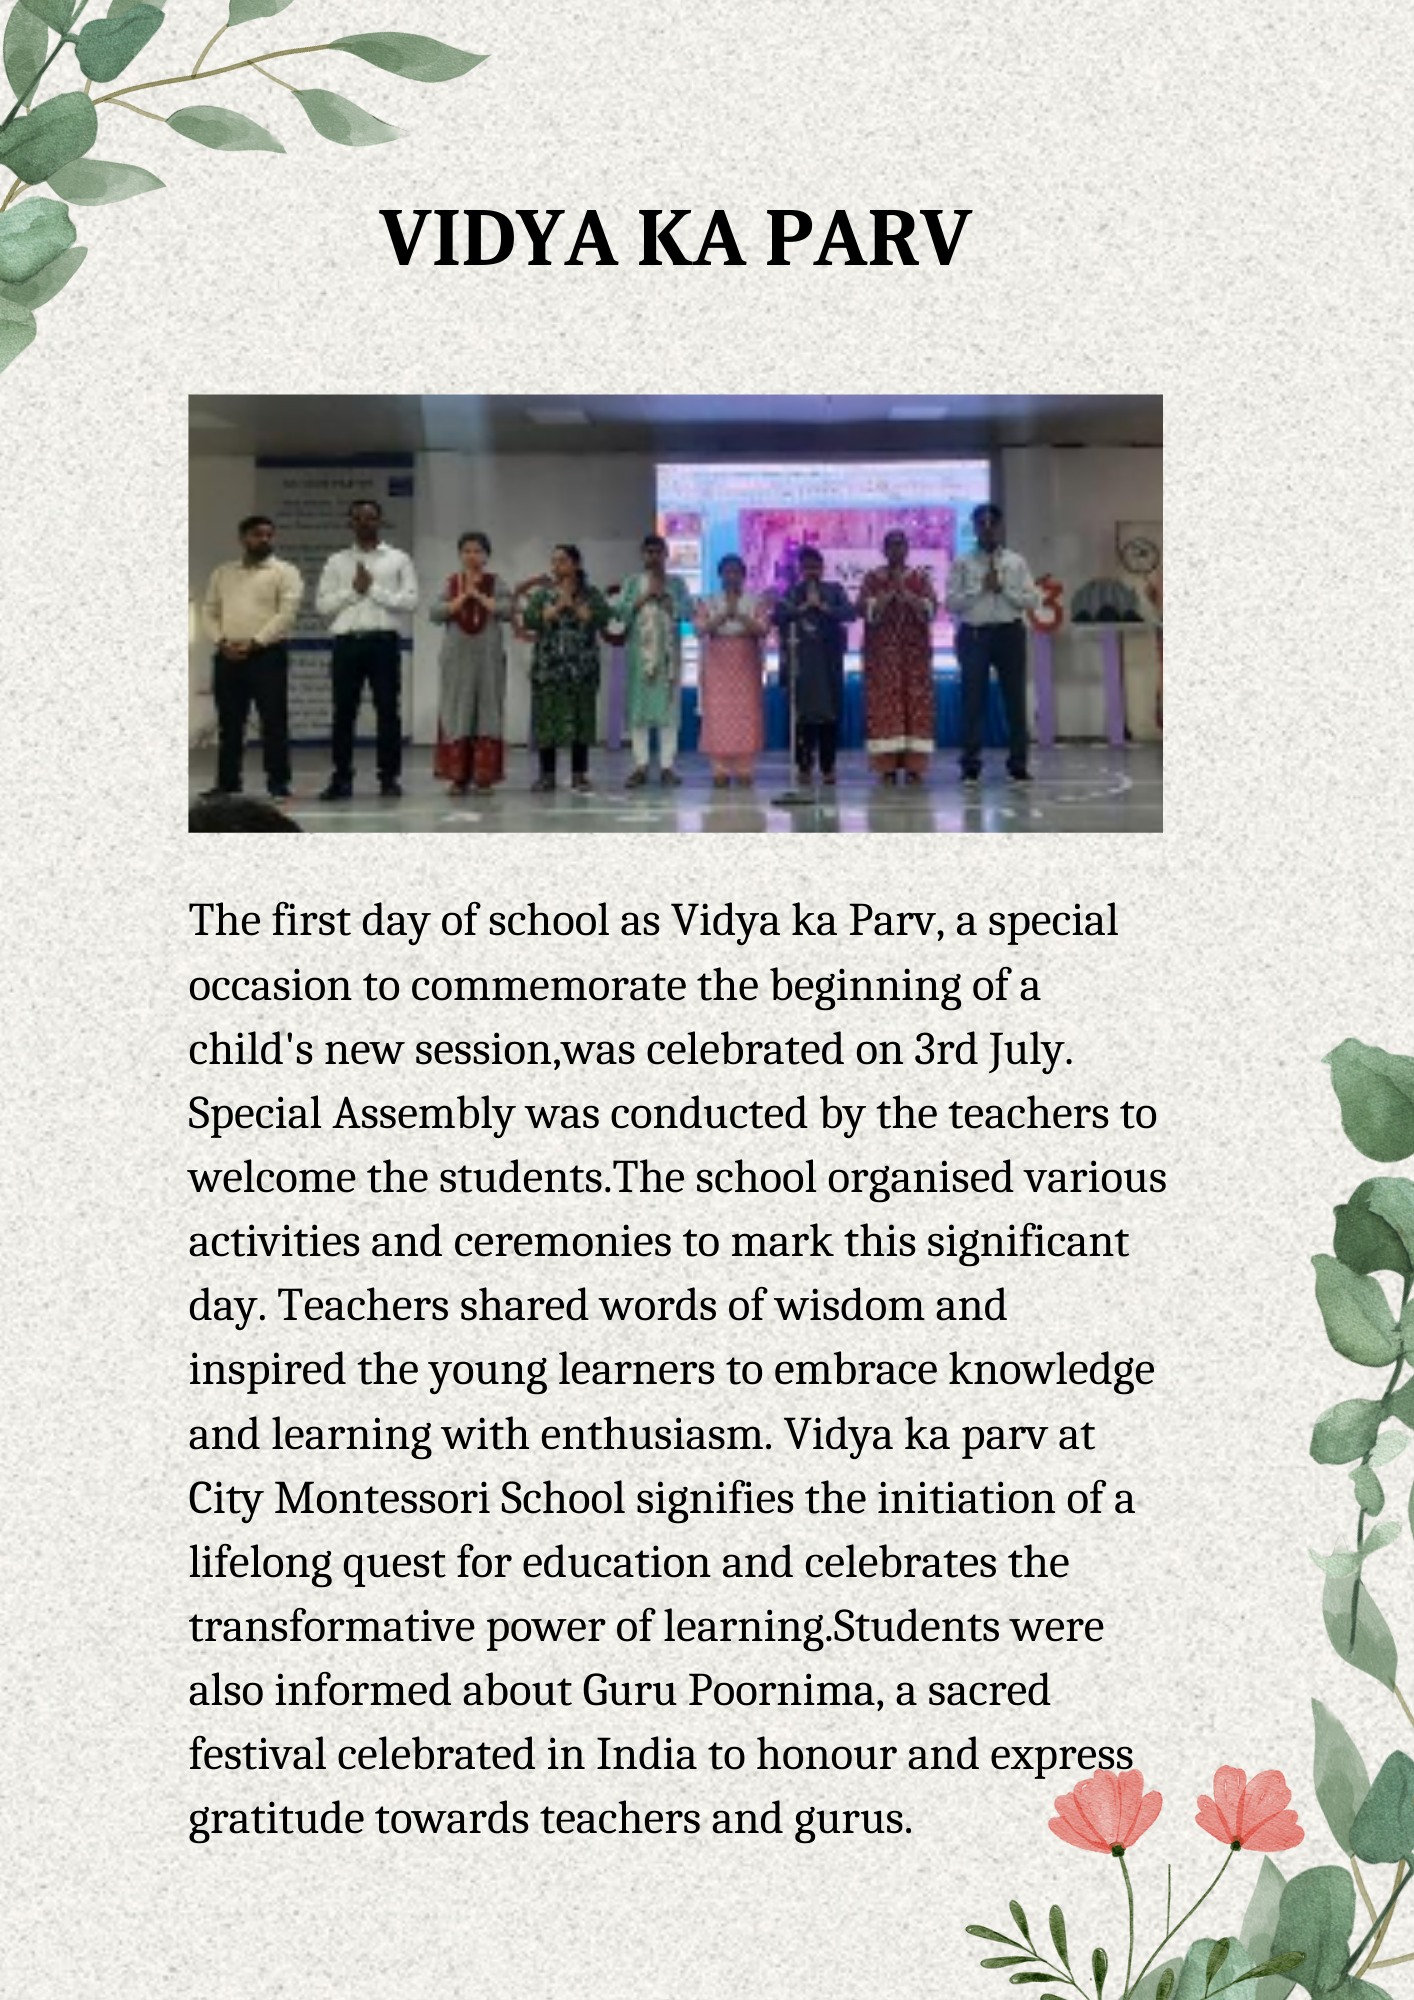 VIDYA KA PARV
3
The first day of school as Vidya ka Parv, a special
occasion to commemorate the beginning of a
child's new session,was celebrated on 3rd July.
Special Assembly was conducted by the teachers to
welcome the students.The school organised various
activities and ceremonies to mark this significant
day. Teachers shared words of wisdom and
inspired the young learners to embrace knowledge
and learning with enthusiasm. Vidya ka parv at
City Montessori School signifies the initiation of a
lifelong quest for education and celebrates the
transformative power of learning.Students were
also informed about Guru Poornima, a sacred
festival celebrated in India to honour and express
gratitude towards teachers and gurus.